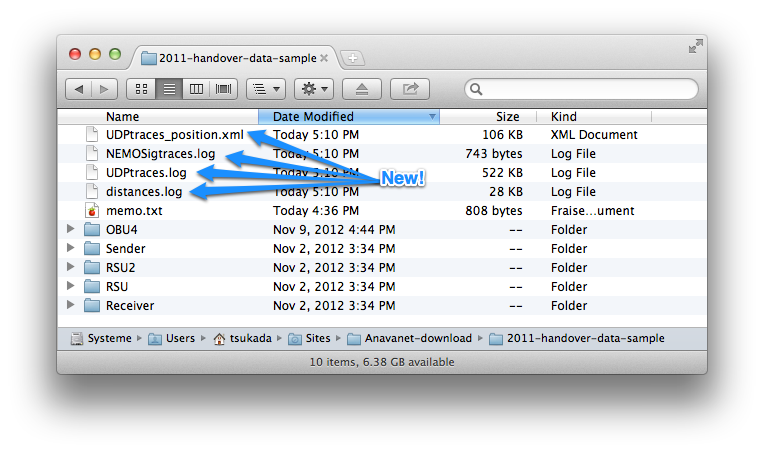 2011-handover-data-sample
Name Date Modified Size Kind
UDPtraces_position.xml Today 5:10 PM 106 KB XML Document
NEMOSigtraces.log Today 5:10 PM 743 bytes Log File
UDPtraces.log Today 5:10 PM 522 KB Log File
New!
distances.log Today 5:10 PM 28 KB Log File
memo.txt Today 4:36 PM 808 bytes Fraise...ument
OBU4 Nov 9, 2012 4:44 PM -- Folder
Sender Nov 2, 2012 3:34 PM -- Folder
RSU2 Nov 2, 2012 3:34 PM -- Folder
RSU Nov 2, 2012 3:34 PM -- Folder
Receiver Nov 2, 2012 3:34 PM -- Folder
Systeme Users tsukada Sites Anavanet-download 2011-handover-data-sample
10 items, 6.38 GB available